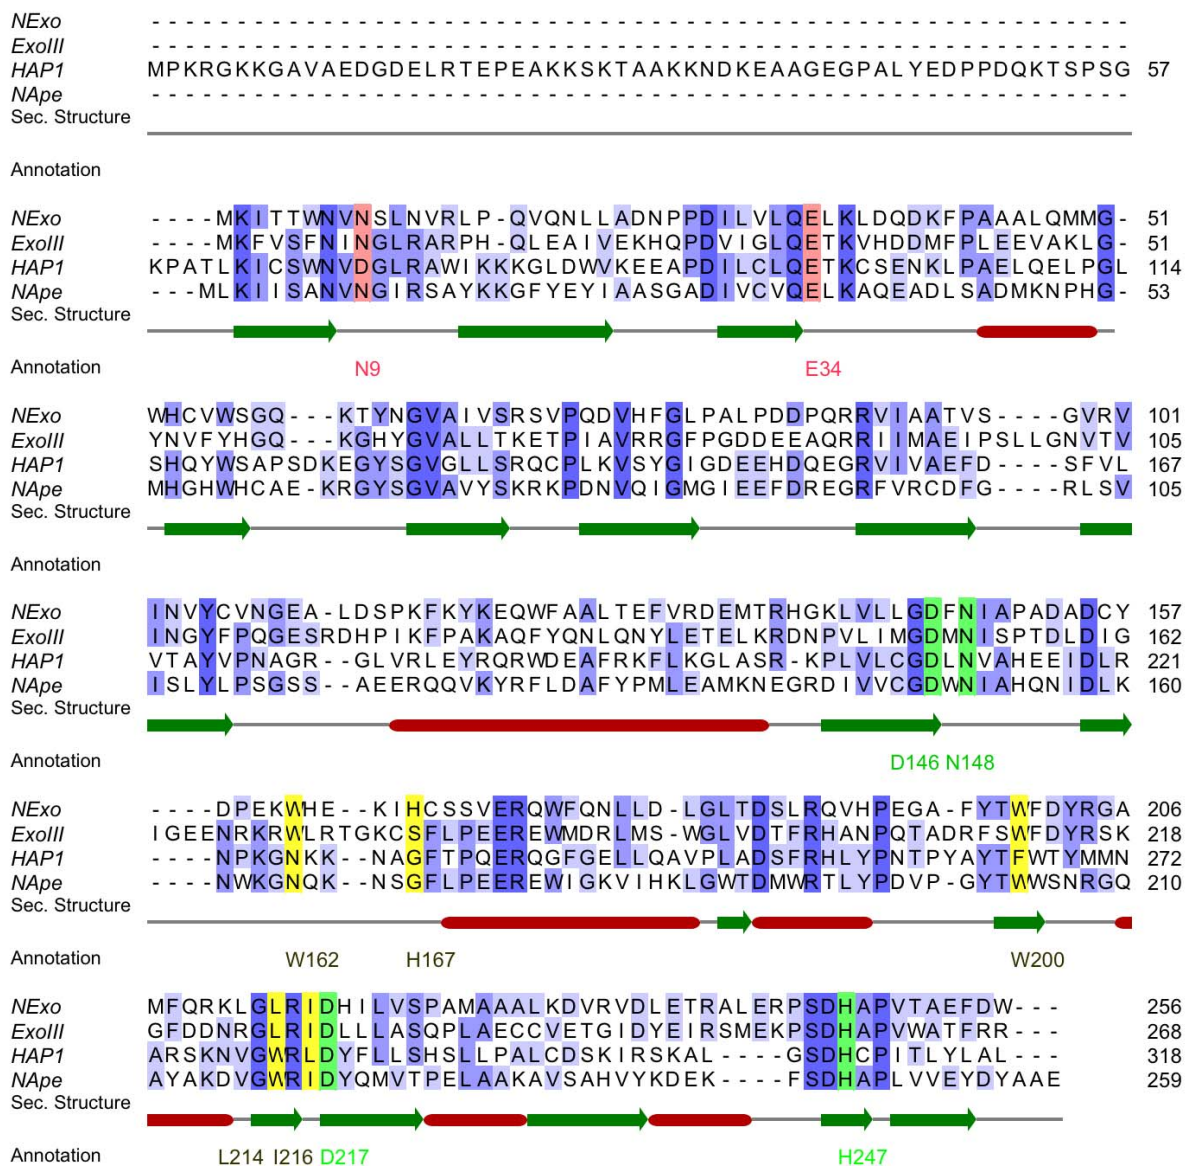 NExo - - - - - - - - - - - - - - - - - - - - - - - - - - - - - - - - - - - - - - - - - - - - - - - - - - - - - - - - -
ExoIII - - - - - - - - - - - - - - - - - - - - - - - - - - - - - - - - - - - - - - - - - - - - - - - - - - - - - - - - -
HAP1 MPKRGKKGAVAEDGDELRTEPEAKKSKTAAKKNDKEAAGEGPALYEDPPDQKTSPSG 57
NApe - - - - - - - - - - - - - - - - - - - - - - - - - - - - - - - - - - - - - - - - - - - - - - - - - - - - - - - - -
Sec. Structure
Annotation
NExo ----MKITTWNVNSLNVRLP-QVQNLLADNPPDILVLQELKLDQDKFPAAALQMMG- 51
ExoIII ----MKFVSFNINGLRARPH-QLEAIVEKHQPDVIGLQETKVHDDMFPLEEVAKLG- 51
HAP1 KPATLKICSWNVDGLRAWIKKKGLDWVKEEAPDILCLQETKCSENKLPAELQELPGL 114
NApe ---MLKIISANVNGIRSAYKKGFYEYIAASGADIVCVQELKAQEADLSADMKNPHG- 53
Sec. Structure
Annotation N9 E34
NExo WHCVWSGQ---KTYNGVAIVSRSVPQDVHFGLPALPDDPQRRVIAATVS----GVRV 101
ExoIII YNVFYHGQ---KGHYGVALLTKETPIAVRRGFPGDDEEAQRRIIMAEIPSLLGNVTV 105
HAP1 SHQYWSAPSDKEGYSGVGLLSRQCPLKVSYGIGDEEHDQEGRVIVAEFD----SFVL 167
NApe MHGHWHCAE-KRGYSGVAVYSKRKPDNVQIGMGIEEFDREGRFVRCDFG----RLSV 105
Sec. Structure
Annotation
NExo INVYCVNGEA-LDSPKFKYKEQWFAALTEFVRDEMTRHGKLVLLGDFNIAPADADCY 157
ExoIII INGYFPQGESRDHPIKFPAKAQFYQNLQNYLETELKRDNPVLIMGDMNISPTDLDIG 162
HAP1 VTAYVPNAGR--GLVRLEYRQRWDEAFRKFLKGLASR-KPLVLCGDLNVAHEEIDLR 221
NApe ISLYLPSGSS--AEERQQVKYRFLDAFYPMLEAMKNEGRDIVVCGDWNIAHQNIDLK 160
Sec. Structure
Annotation D146 N148
NExo ----DPEKWHE--KIHCSSVERQWFQNLLD-LGLTDSLRQVHPEGA-FYTWFDYRGA 206
ExoIII IGEENRKRWLRTGKCSFLPEEREWMDRLMS-WGLVDTFRHANPQTADRFSWFDYRSK 218
HAP1 ----NPKGNKK--NAGFTPQERQGFGELLQAVPLADSFRHLYPNTPYAYTFWTYMMN 272
NApe ----NWKGNQK--NSGFLPEEREWIGKVIHKLGWTDMWRTLYPDVP-GYTWWSNRGQ 210
Sec. Structure
Annotation W162 H167 W200
NExo MFQRKLGLRIDHILVSPAMAAALKDVRVDLETRALERPSDHAPVTAEFDW--- 256
ExoIII GFDDNRGLRIDLLLASQPLAECCVETGIDYEIRSMEKPSDHAPVWATFRR--- 268
HAP1 ARSKNVGWRLDYFLLSHSLLPALCDSKIRSKAL----GSDHCPITLYLAL--- 318
NApe AYAKDVGWRIDYQMVTPELAAKAVSAHVYKDEK----FSDHAPLVVEYDYAAE 259
Sec. Structure
Annotation L214 I216 D217 H247